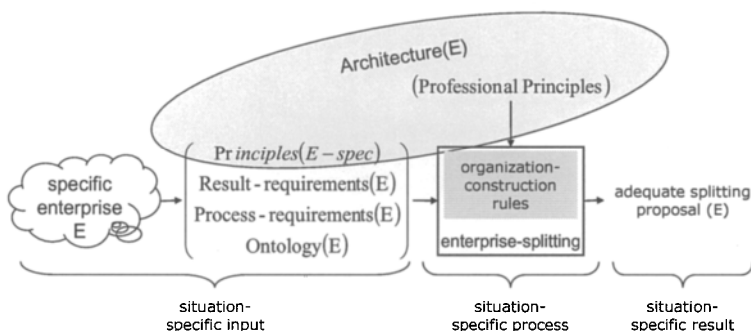 Architecture(E)
(Professional Principles)
specific
enterprise
E
Principles(E-spec)
Result-requirements(E)
Process-requirements(E)
Ontology(E)
organization-
construction
rules
enterprise-splitting
adequate splitting
proposal (E)
situation-
specific input
situation-
specific process
situation-
specific result